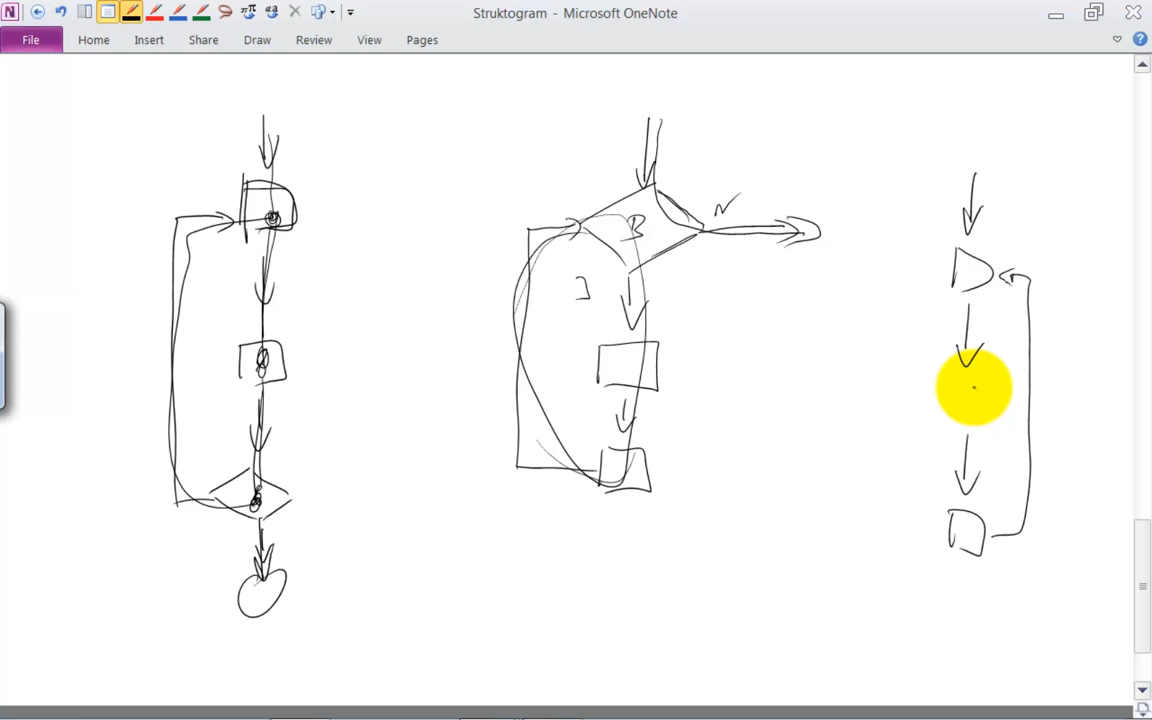 Struktogram - Microsoft OneNote
File Home Insert Share Draw Review View Pages
N
B
J